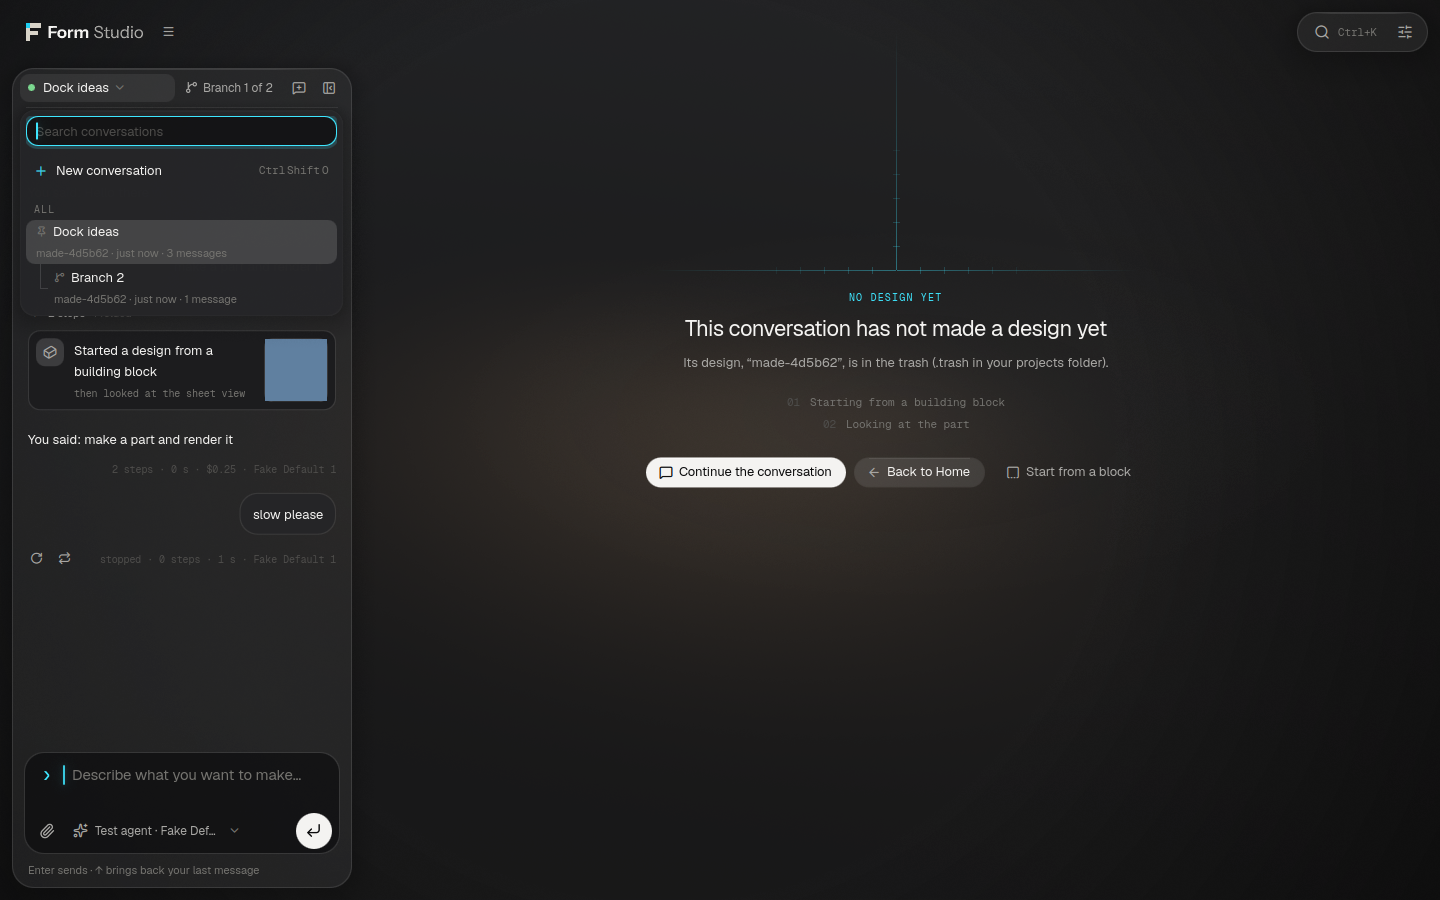 Form Studio
Ctrl+K
Dock ideas
Branch 1 of 2
Search conversations
New conversation
Ctrl Shift O
ALL
Dock ideas
made-4d5b62 · just now · 3 messages
Branch 2
made-4d5b62 · just now · 1 message
2 steps
Started a design from a
building block
then looked at the sheet view
You said: make a part and render it
2 steps · 0 s · $0.25 · Fake Default 1
slow please
stopped · 0 steps · 1 s · Fake Default 1
Describe what you want to make...
Test agent · Fake Def...
Enter sends · ↑ brings back your last message
NO DESIGN YET
This conversation has not made a design yet
Its design, “made-4d5b62”, is in the trash (.trash in your projects folder).
01 Starting from a building block
02 Looking at the part
Continue the conversation
Back to Home
Start from a block